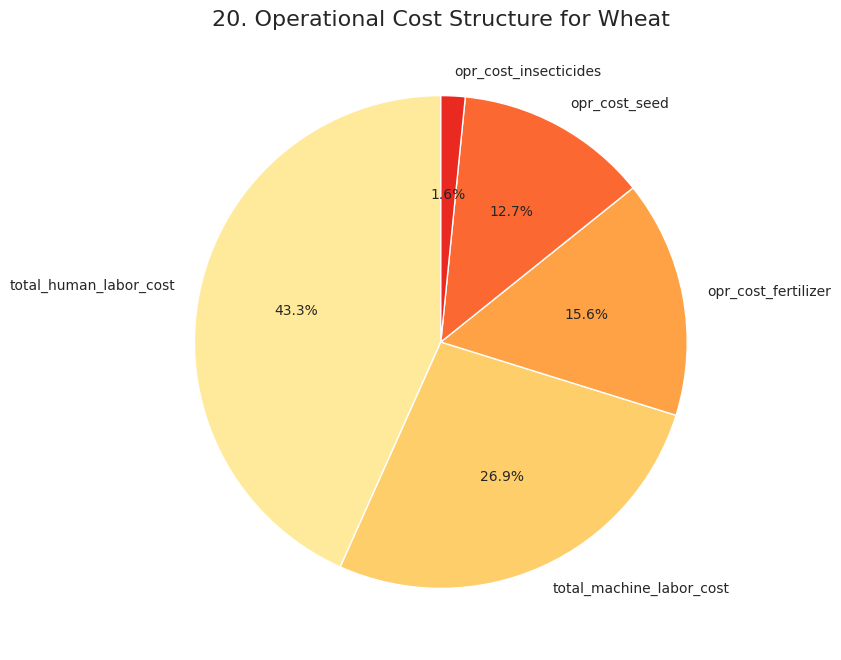 20. Operational Cost Structure for Wheat
opr_cost_insecticides
opr_cost_seed
1.6%
12.7%
total_human_labor_cost
opr_cost_fertilizer
43.3%
15.6%
26.9%
total_machine_labor_cost